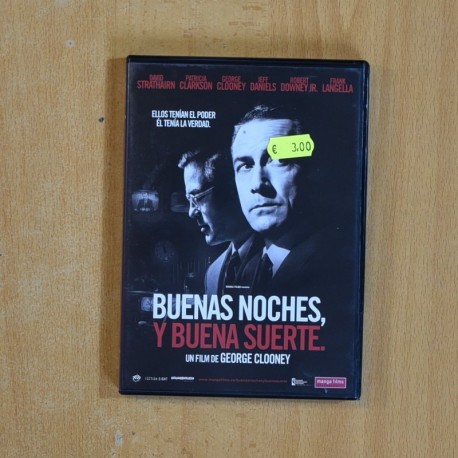 DAVID STRATHAIRN PATRICIA CLARKSON GEORGE CLOONEY JEFF DANIELS ROBERT DOWNEY JR. FRANK LANGELLA
ELLOS TENÍAN EL PODER
ÉL TENÍA LA VERDAD.
€ 3.00
BUENAS NOCHES,
Y BUENA SUERTE.
UN FILM DE GEORGE CLOONEY
manga films